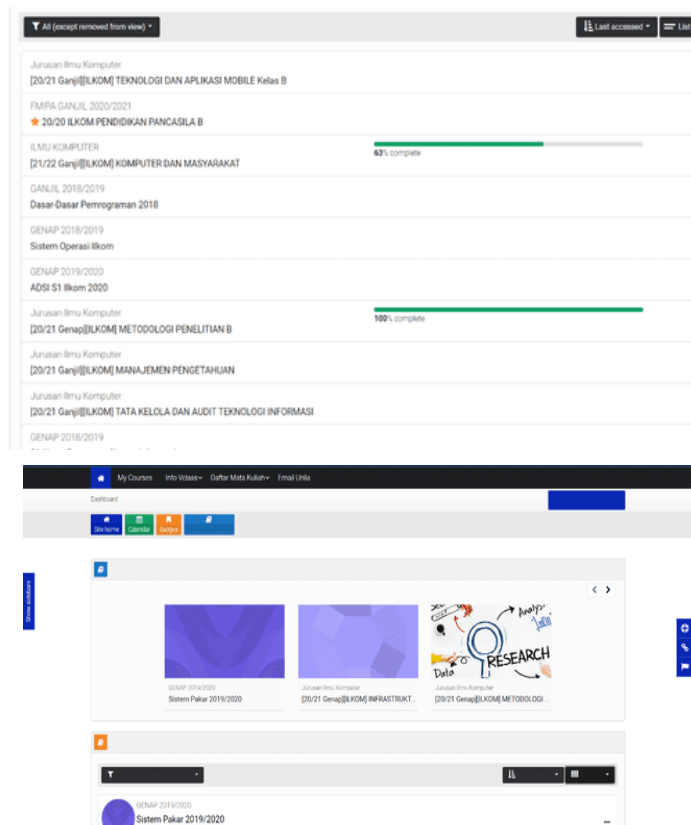 All (except removed from view)
Last accessed
List
Jurusan Ilmu Komputer
[20/21 Ganjil][ILKOM] TEKNOLOGI DAN APLIKASI MOBILE Kelas B
FMIPA GANJIL 2020/2021
20/20 ILKOM PENDIDIKAN PANCASILA B
ILMU KOMPUTER
63% complete
[21/22 Ganjil][ILKOM] KOMPUTER DAN MASYARAKAT
GANJIL 2018/2019
Dasar-Dasar Pemrograman 2018
GENAP 2018/2019
Sistem Operasi Ilkom
GENAP 2019/2020
ADSI S1 Ilkom 2020
Jurusan Ilmu Komputer
100% complete
[20/21 Genap][ILKOM] METODOLOGI PENELITIAN B
Jurusan Ilmu Komputer
[20/21 Ganjil][ILKOM] MANAJEMEN PENGETAHUAN
Jurusan Ilmu Komputer
[20/21 Ganjil][ILKOM] TATA KELOLA DAN AUDIT TEKNOLOGI INFORMASI
GENAP 2018/2019
My Courses Info Vclass Daftar Mata Kuliah Email Unila
Dashboard
Site home Calendar Badges
Show sidebars
Analys
RESEARCH
Data
GENAP 2019/2020
Sistem Pakar 2019/2020
Jurusan Ilmu Komputer
[20/21 Genap][ILKOM] INFRASTRUKT...
Jurusan Ilmu Komputer
[20/21 Genap][ILKOM] METODOLOGI ...
GENAP 2019/2020
Sistem Pakar 2019/2020